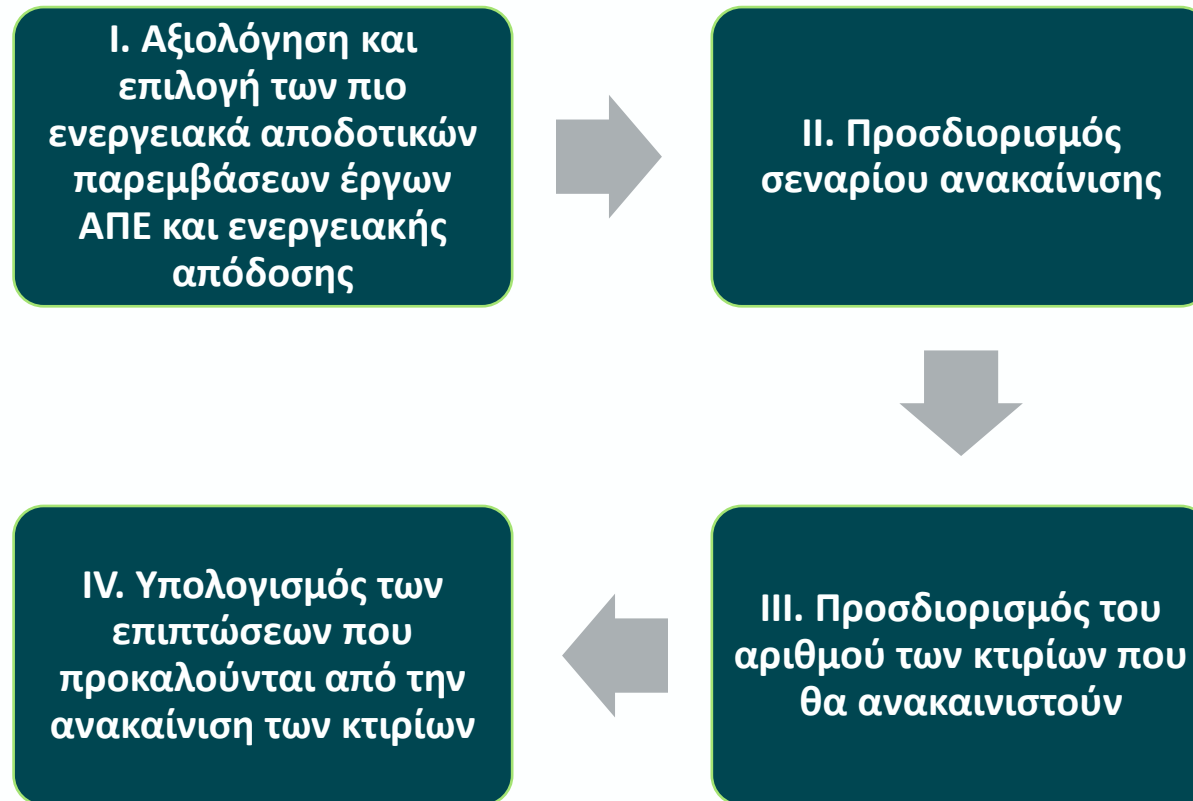 I. Αξιολόγηση και
επιλογή των πιο
ενεργειακά αποδοτικών
παρεμβάσεων έργων
ΑΠΕ και ενεργειακής
απόδοσης
II. Προσδιορισμός
σεναρίου ανακαίνισης
III. Προσδιορισμός του
αριθμού των κτιρίων που
θα ανακαινιστούν
IV. Υπολογισμός των
επιπτώσεων που
προκαλούνται από την
ανακαίνιση των κτιρίων